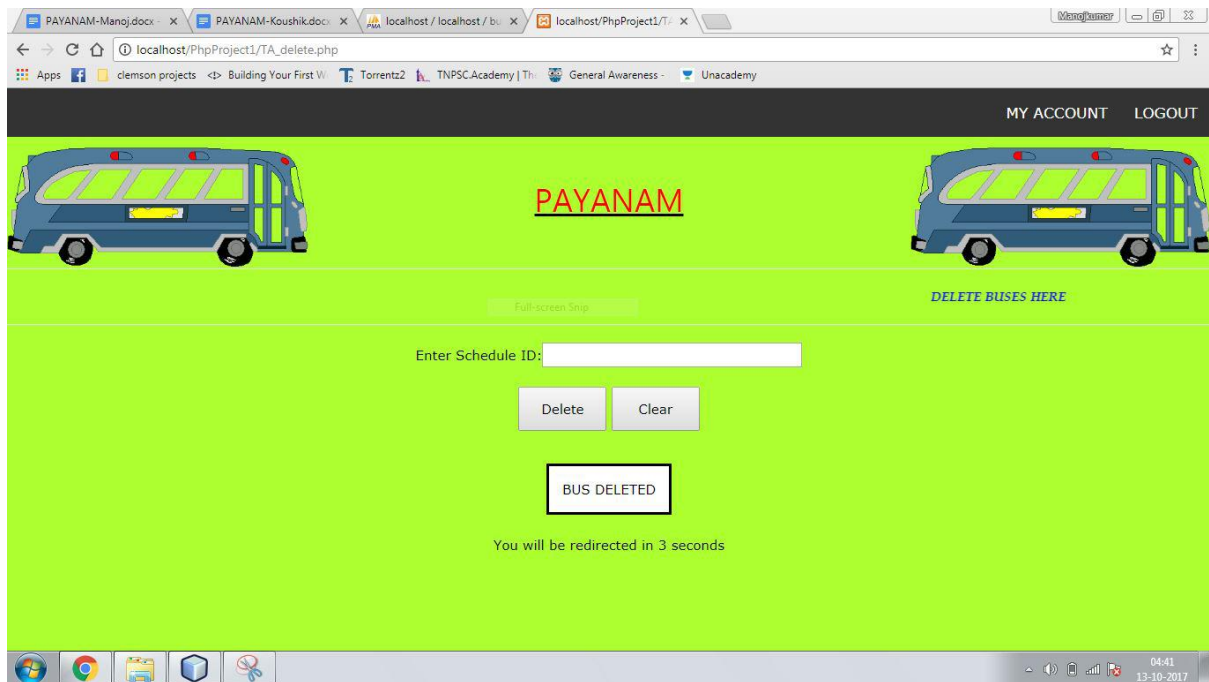 PAYANAM-Manoj.docx - PAYANAM-Koushik.docx localhost / localhost / bu localhost/PhpProject1/TA Manojkumar
localhost/PhpProject1/TA_delete.php
Apps clemson projects <> Building Your First W Torrentz2 TNPSC.Academy | Th General Awareness - Unacademy
MY ACCOUNT LOGOUT
PAYANAM
DELETE BUSES HERE
Full-screen Snip
Enter Schedule ID:
Delete Clear
BUS DELETED
You will be redirected in 3 seconds
04:41
13-10-2017